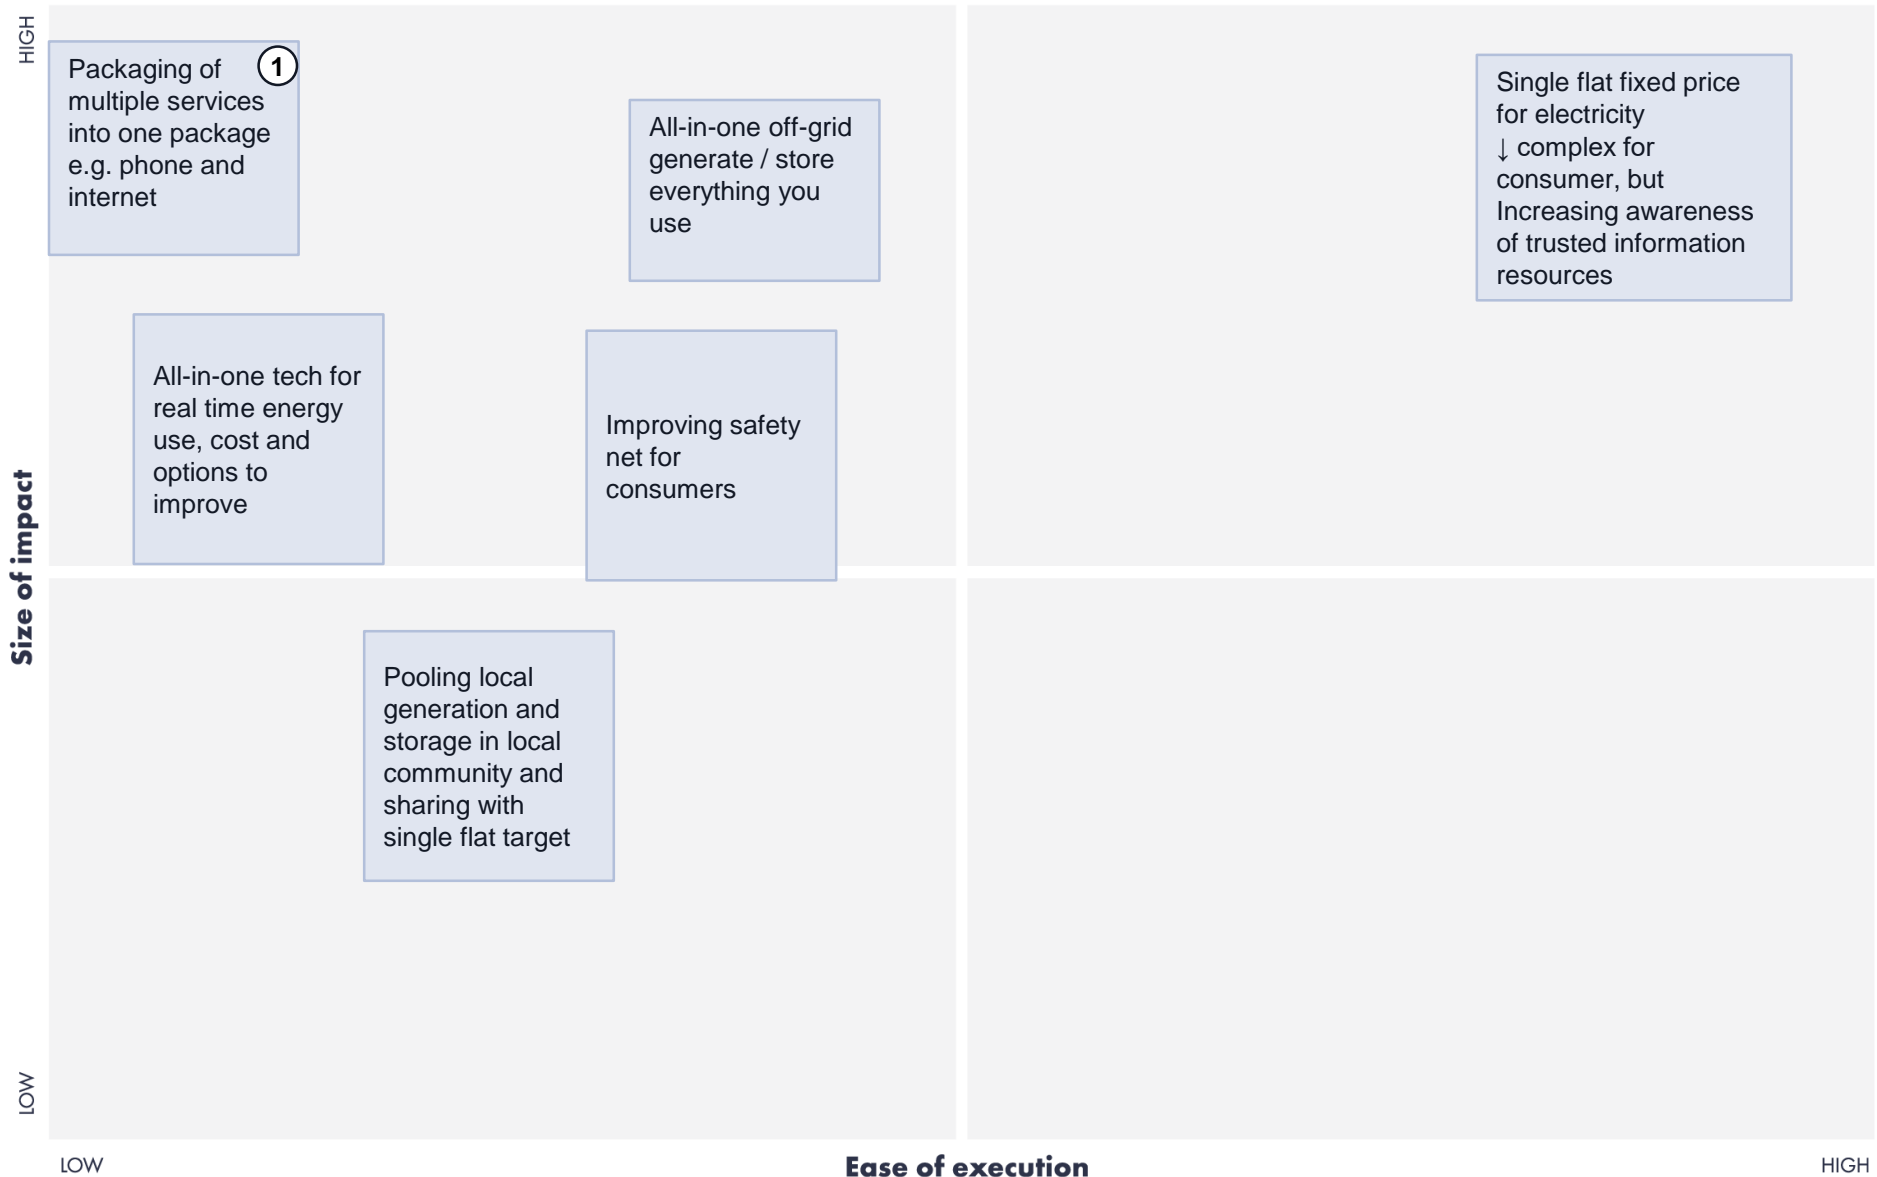 HIGH
Packaging of
multiple services
into one package
e.g. phone and
internet
1
All-in-one off-grid
generate / store
everything you
use
Single flat fixed price
for electricity
↓ complex for
consumer, but
Increasing awareness
of trusted information
resources
All-in-one tech for
real time energy
use, cost and
options to
improve
Improving safety
net for
consumers
Size of impact
Pooling local
generation and
storage in local
community and
sharing with
single flat target
LOW
LOW
Ease of execution
HIGH